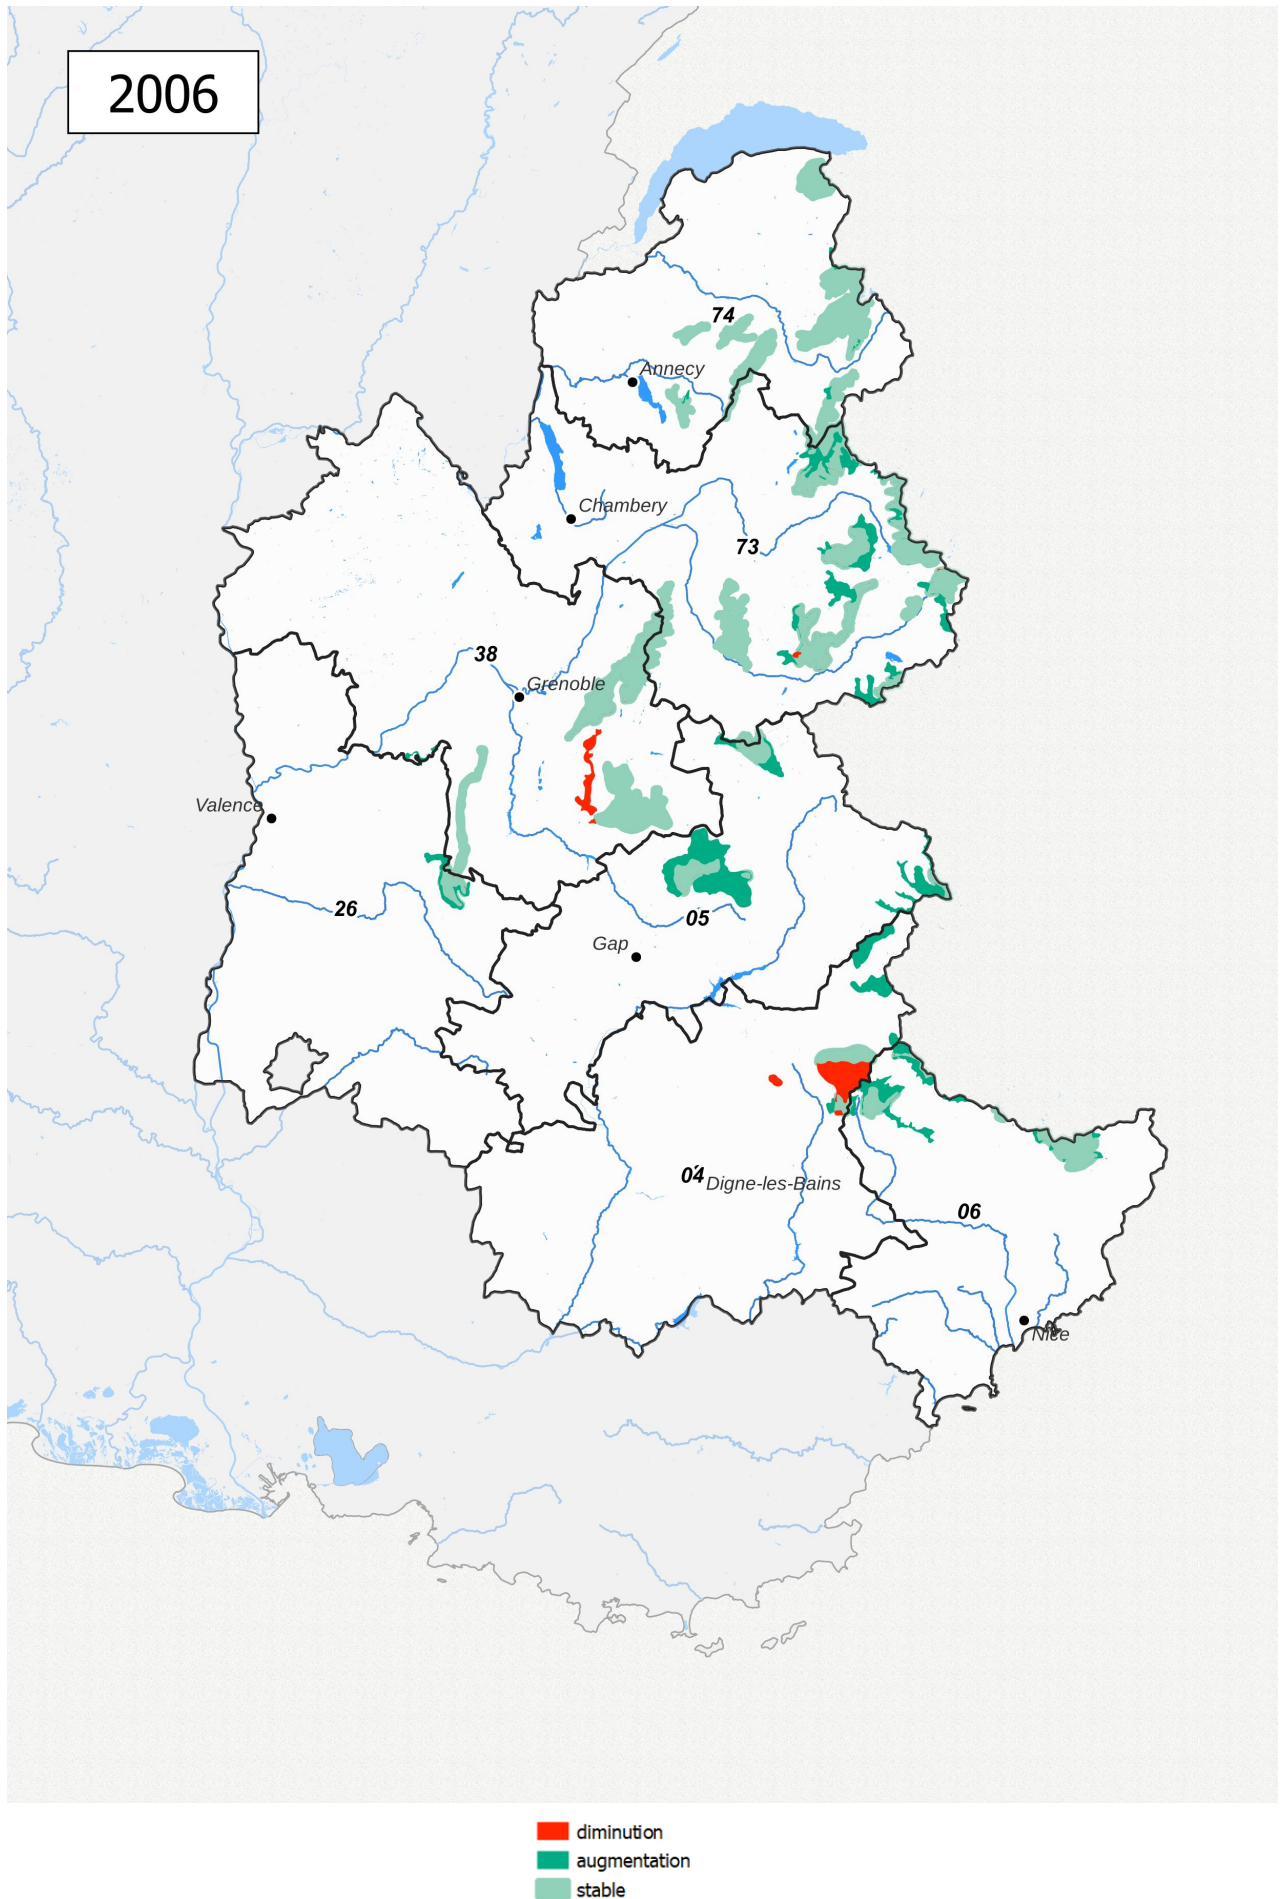 2006
74
Annecy
Chambery
73
38
Grenoble
Valence
26
05
Gap
04
Digne-les-Bains
06
Nice
diminution
augmentation
stable